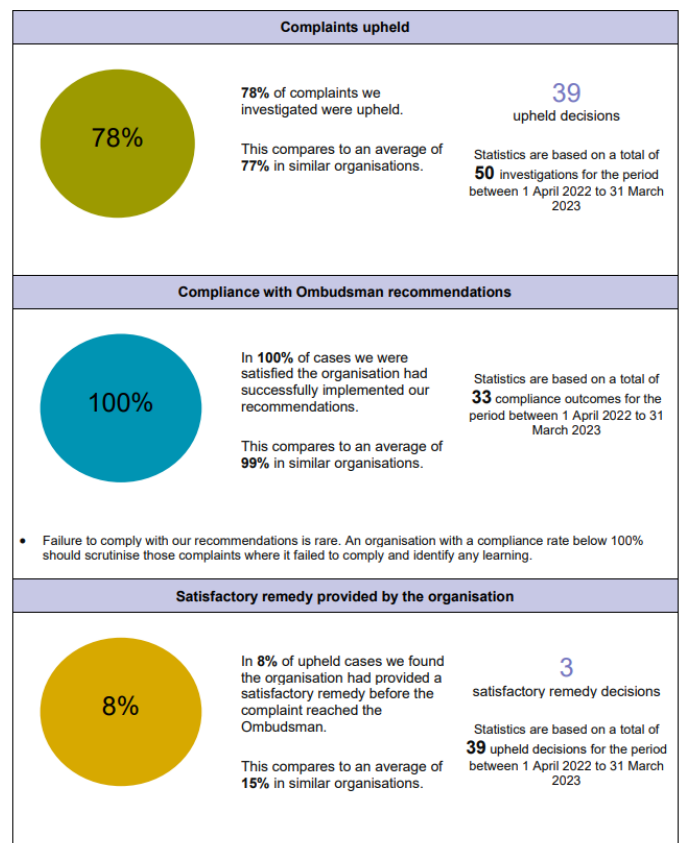 Complaints upheld
78%
78% of complaints we
investigated were upheld.
This compares to an average of
77% in similar organisations.
39
upheld decisions
Statistics are based on a total of
50 investigations for the period
between 1 April 2022 to 31 March
2023
Compliance with Ombudsman recommendations
100%
In 100% of cases we were
satisfied the organisation had
successfully implemented our
recommendations.
This compares to an average of
99% in similar organisations.
Statistics are based on a total of
33 compliance outcomes for the
period between 1 April 2022 to 31
March 2023
• Failure to comply with our recommendations is rare. An organisation with a compliance rate below 100%
should scrutinise those complaints where it failed to comply and identify any learning.
Satisfactory remedy provided by the organisation
8%
In 8% of upheld cases we found
the organisation had provided a
satisfactory remedy before the
complaint reached the
Ombudsman.
This compares to an average of
15% in similar organisations.
3
satisfactory remedy decisions
Statistics are based on a total of
39 upheld decisions for the period
between 1 April 2022 to 31 March
2023